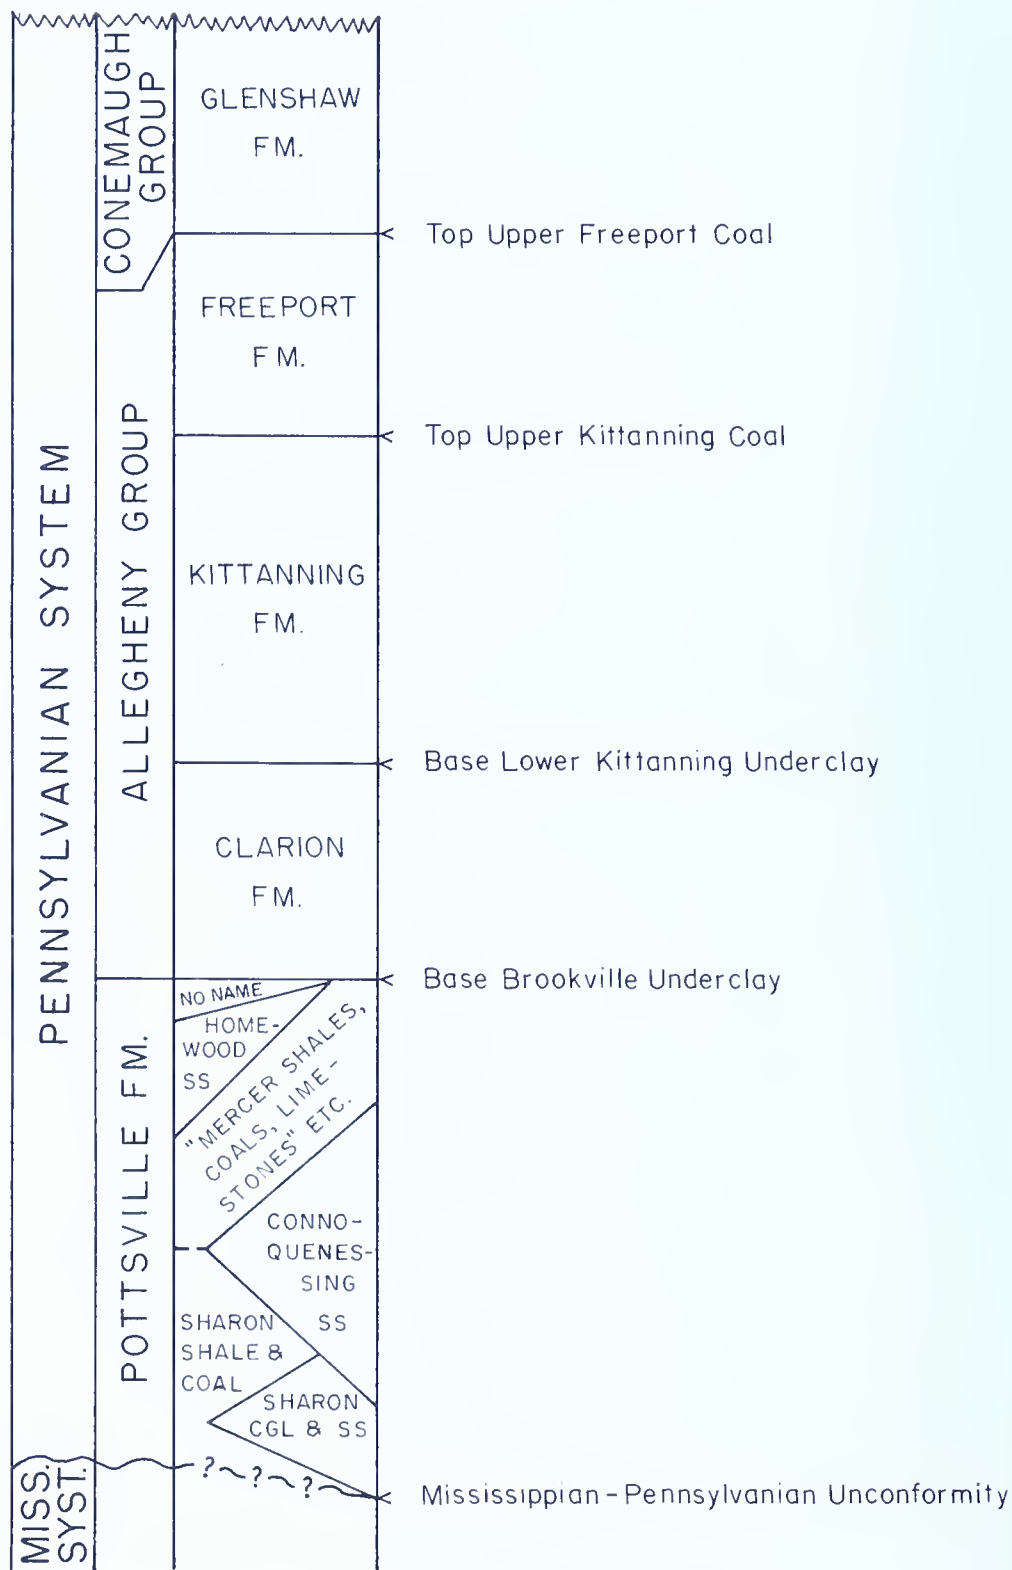 PENNSYLVANIAN SYSTEM
MISS.
SYST.
CONEMAUGH
GROUP
ALLEGHENY GROUP
POTTSVILLE FM.
GLENSHAW
FM.
Top Upper Freeport Coal
FREEPORT
FM.
Top Upper Kittanning Coal
KITTANNING
FM.
Base Lower Kittanning Underclay
CLARION
FM.
Base Brookville Underclay
NO NAME
HOME-
WOOD
SS
"MERCER SHALES,
COALS, LIME-
STONES" ETC.
CONNO-
QUENES-
SING
SS
SHARON
SHALE &
COAL
SHARON
CGL & SS
? ? ?
Mississippian-Pennsylvanian Unconformity